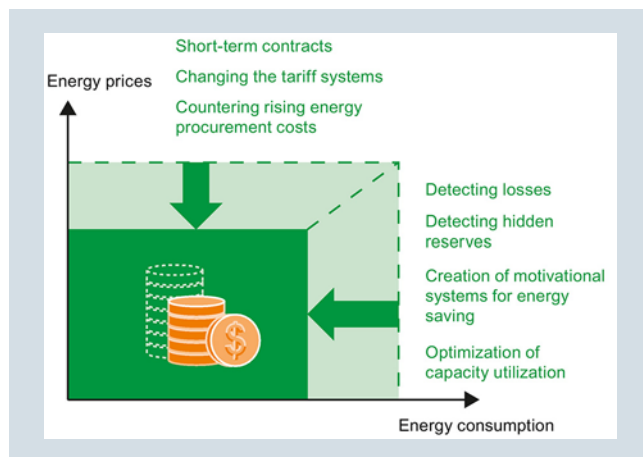 Short-term contracts
Energy prices
Changing the tariff systems
Countering rising energy
procurement costs
Detecting losses
Detecting hidden
reserves
Creation of motivational
systems for energy
saving
Optimization of
capacity utilization
$
Energy consumption